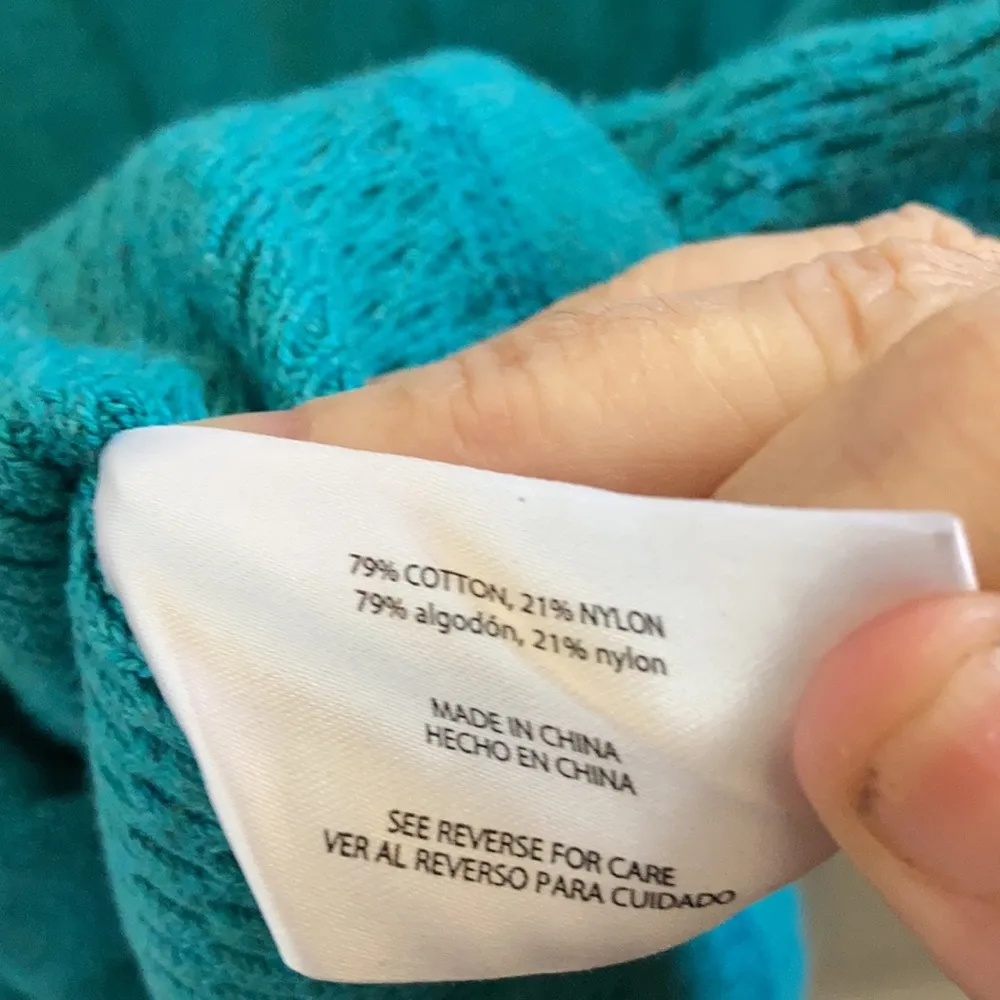 79% COTTON, 21% NYLON
79% algodón, 21% nylon
MADE IN CHINA
HECHO EN CHINA
SEE REVERSE FOR CARE
VER AL REVERSO PARA CUIDADO